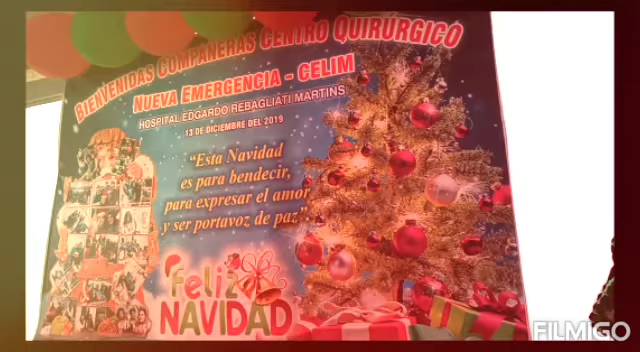 BIENVENIDAS COMPAÑERAS CENTRO QUIRÚRGICO
NUEVA EMERGENCIA - CELIM
HOSPITAL EDGARDO REBAGLIATI MARTINS
13 DE DICIEMBRE DEL 2019
“Esta Navidad
es para bendecir,
para expresar el amor
y ser portavoz de paz”
Feliz
NAVIDAD
FILMIGO